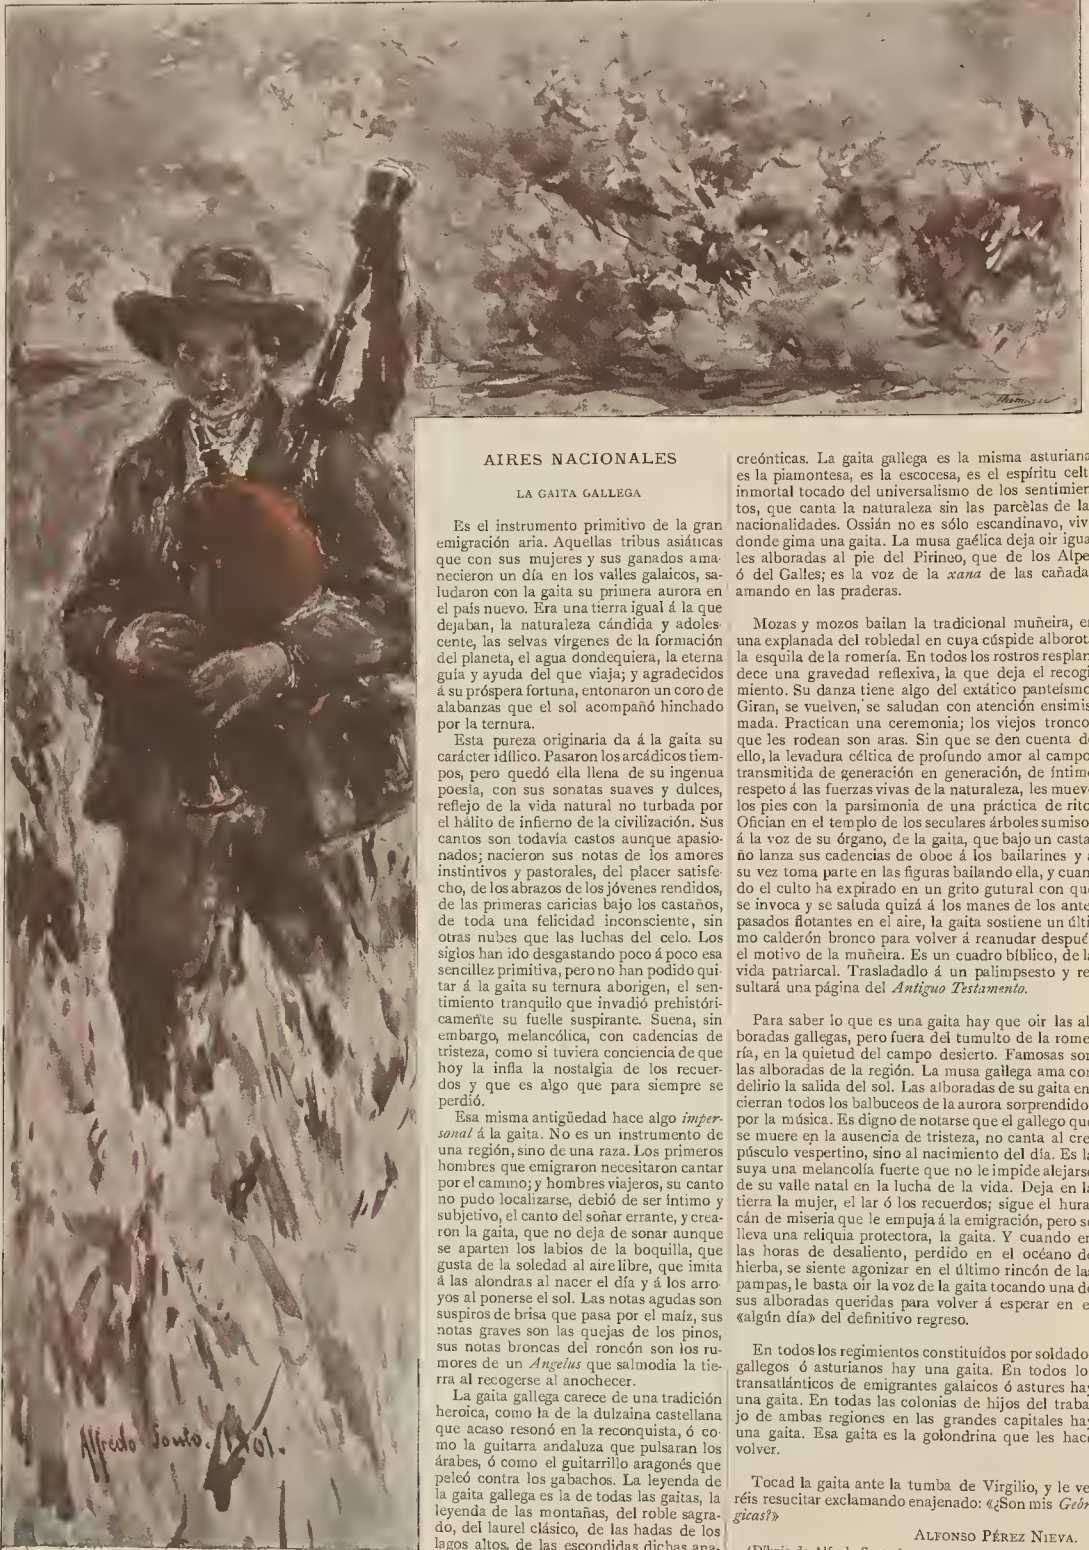 AIRES NACIONALES
LA GAITA GALLEGA
Es el instrumento primitivo de la gran
emigración aria. Aquellas tribus asiáticas
que con sus mujeres y sus ganados ama-
necieron un día en los valles galaicos, sa-
ludaron con la gaita su primera aurora en
el país nuevo. Era una tierra igual á la que
dejaban, la naturaleza cándida y adoles-
cente, las selvas vírgenes de la formación
del planeta, el agua dondequiera, la eterna
guía y ayuda del que viaja; y agradecidos
á su próspera fortuna, entonaron un coro de
alabanzas que el sol acompañó hinchado
por la ternura.
Esta pureza originaria da á la gaita su
carácter idílico. Pasaron los arcádicos tiem-
pos, pero quedó ella llena de su ingenua
poesía, con sus sonatas suaves y dulces,
reflejo de la vida natural no turbada por
el hálito de infierno de la civilización. Sus
cantos son todavía castos aunque apasio-
nados; nacieron sus notas de los amores
instintivos y pastorales, del placer satisfe-
cho, de los abrazos de los jóvenes rendidos,
de las primeras caricias bajo los castaños,
de toda una felicidad inconsciente, sin
otras nubes que las luchas del celo. Los
siglos han ido desgastando poco á poco esa
sencillez primitiva, pero no han podido qui-
tar á la gaita su ternura aborigen, el sen-
timiento tranquilo que invadió prehistóri-
camente su fuelle suspirante. Suena, sin
embargo, melancólica, con cadencias de
tristeza, como si tuviera conciencia de que
hoy la infla la nostalgia de los recuer-
dos y que es algo que para siempre se
perdió.
Esa misma antigüedad hace algo imper-
sonal á la gaita. No es un instrumento de
una región, sino de una raza. Los primeros
hombres que emigraron necesitaron cantar
por el camino; y hombres viajeros, su canto
no pudo localizarse, debió de ser íntimo y
subjetivo, el canto del soñar errante, y crea-
ron la gaita, que no deja de sonar aunque
se aparten los labios de la boquilla, que
gusta de la soledad al aire libre, que imita
á las alondras al nacer el día y á los arro-
yos al ponerse el sol. Las notas agudas son
suspiros de brisa que pasa por el maíz, sus
notas graves son las quejas de los pinos,
sus notas broncas del roncón son los ru-
mores de un Angelus que salmodia la tie-
rra al recogerse al anochecer.
La gaita gallega carece de una tradición
heroica, como la de la dulzaina castellana
que acaso resonó en la reconquista, ó co-
mo la guitarra andaluza que pulsaran los
árabes, ó como el guitarrillo aragonés que
peleó contra los gabachos. La leyenda de
la gaita gallega es la de todas las gaitas, la
leyenda de las montañas, del roble sagra-
do, del laurel clásico, de las hadas de los
lagos altos, de las escondidas dichas ana-
creónticas. La gaita gallega es la misma asturiana
es la piamontesa, es la escocesa, es el espíritu celt
inmortal tocado del universalismo de los sentimien
tos, que canta la naturaleza sin las parcelas de la
nacionalidades. Ossián no es sólo escandinavo, viv
donde gima una gaita. La musa gaélica deja oir igua
les alboradas al pie del Pirineo, que de los Alpe
ó del Galles; es la voz de la xana de las cañada
amando en las praderas.
Mozas y mozos bailan la tradicional muñeira, e
una explanada del robledal en cuya cúspide alborot
la esquila de la romería. En todos los rostros resplan
dece una gravedad reflexiva, la que deja el recogi
miento. Su danza tiene algo del extático panteísmo
Giran, se vuelven, se saludan con atención ensimis
mada. Practican una ceremonia; los viejos tronco
que les rodean son aras. Sin que se den cuenta d
ello, la levadura céltica de profundo amor al campo
transmitida de generación en generación, de íntim
respeto á las fuerzas vivas de la naturaleza, les muev
los pies con la parsimonia de una práctica de rito
Ofician en el templo de los seculares árboles sumiso
á la voz de su órgano, de la gaita, que bajo un casta
ño lanza sus cadencias de oboe á los bailarines y
su vez toma parte en las figuras bailando ella, y cuan
do el culto ha expirado en un grito gutural con qu
se invoca y se saluda quizá á los manes de los ante
pasados flotantes en el aire, la gaita sostiene un últi
mo calderón bronco para volver á reanudar despué
el motivo de la muñeira. Es un cuadro bíblico, de l
vida patriarcal. Trasladadlo á un palimpsesto y re
sultará una página del Antiguo Testamento.
Para saber lo que es una gaita hay que oir las al
boradas gallegas, pero fuera del tumulto de la rome
ría, en la quietud del campo desierto. Famosas son
las alboradas de la región. La musa gallega ama con
delirio la salida del sol. Las alboradas de su gaita en
cierran todos los balbuceos de la aurora sorprendido
por la música. Es digno de notarse que el gallego qu
se muere en la ausencia de tristeza, no canta al cre
púsculo vespertino, sino al nacimiento del día. Es l
suya una melancolía fuerte que no le impide alejarse
de su valle natal en la lucha de la vida. Deja en la
tierra la mujer, el lar ó los recuerdos; sigue el hura
cán de miseria que le empuja á la emigración, pero s
lleva una reliquia protectora, la gaita. Y cuando en
las horas de desaliento, perdido en el océano d
hierba, se siente agonizar en el último rincón de la
pampas, le basta oir la voz de la gaita tocando una d
sus alboradas queridas para volver á esperar en e
«algún día» del definitivo regreso.
En todos los regimientos constituídos por soldado
gallegos ó asturianos hay una gaita. En todos lo
transatlánticos de emigrantes galaicos ó astures ha
una gaita. En todas las colonias de hijos del traba
jo de ambas regiones en las grandes capitales ha
una gaita. Esa gaita es la golondrina que les hac
volver.
Tocad la gaita ante la tumba de Virgilio, y le ve
réis resucitar exclamando enajenado: «¿Son mis Geór
gicas?»
ALFONSO PÉREZ NIEVA.
Alfredo Souto. 1901.